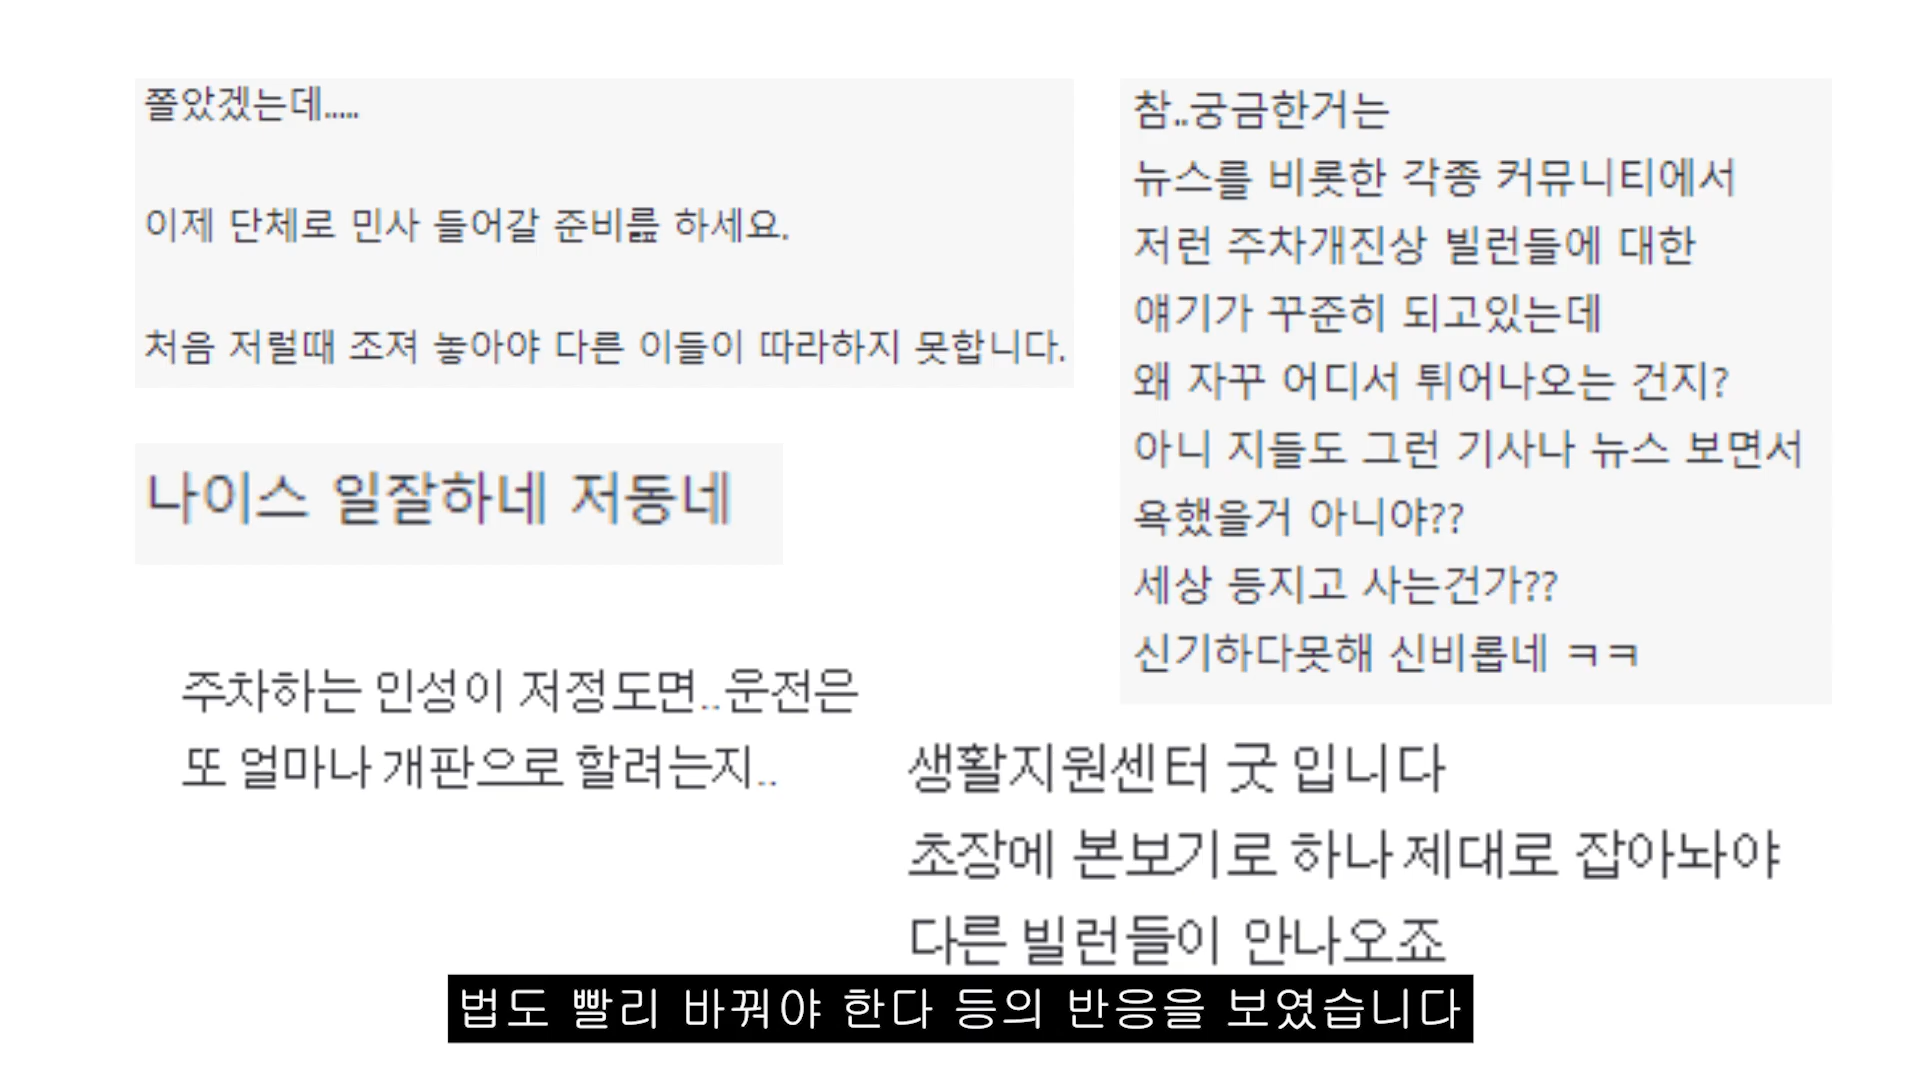 쫄았겠는데.....
이제 단체로 민사 들어갈 준비릂 하세요.
처음 저럴때 조져 놓아야 다른 이들이 따라하지 못합니다.
나이스 일잘하네 저동네
주차하는 인성이 저정도면..운전은
또 얼마나 개판으로 할려는지..
참..궁금한거는
뉴스를 비롯한 각종 커뮤니티에서
저런 주차개진상 빌런들에 대한
얘기가 꾸준히 되고있는데
왜 자꾸 어디서 튀어나오는 건지?
아니 지들도 그런 기사나 뉴스 보면서
욕했을거 아니야??
세상 등지고 사는건가??
신기하다못해 신비롭네 ㅋㅋ
생활지원센터 굿 입니다
초장에 본보기로 하나 제대로 잡아놔야
다른 빌런들이 안나오죠
법도 빨리 바꿔야 한다 등의 반응을 보였습니다